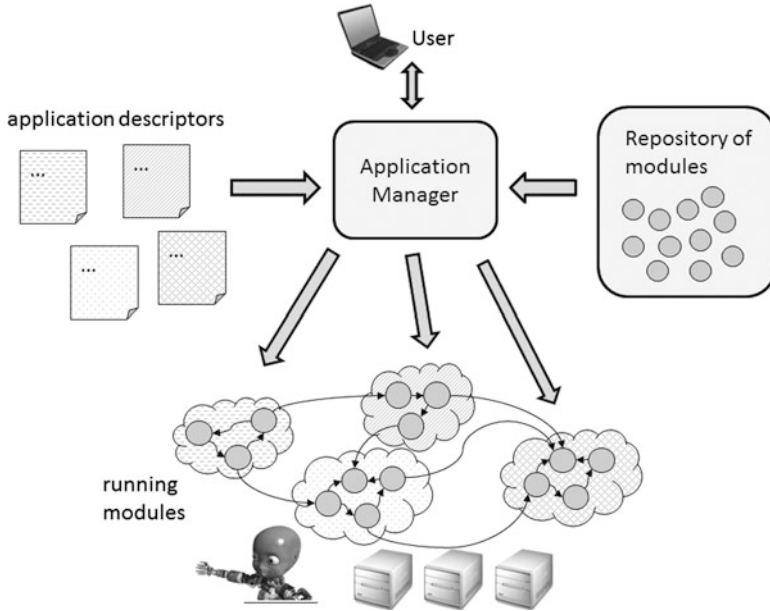 User
application descriptors
...
...
...
...
Application
Manager
Repository of
modules
running
modules